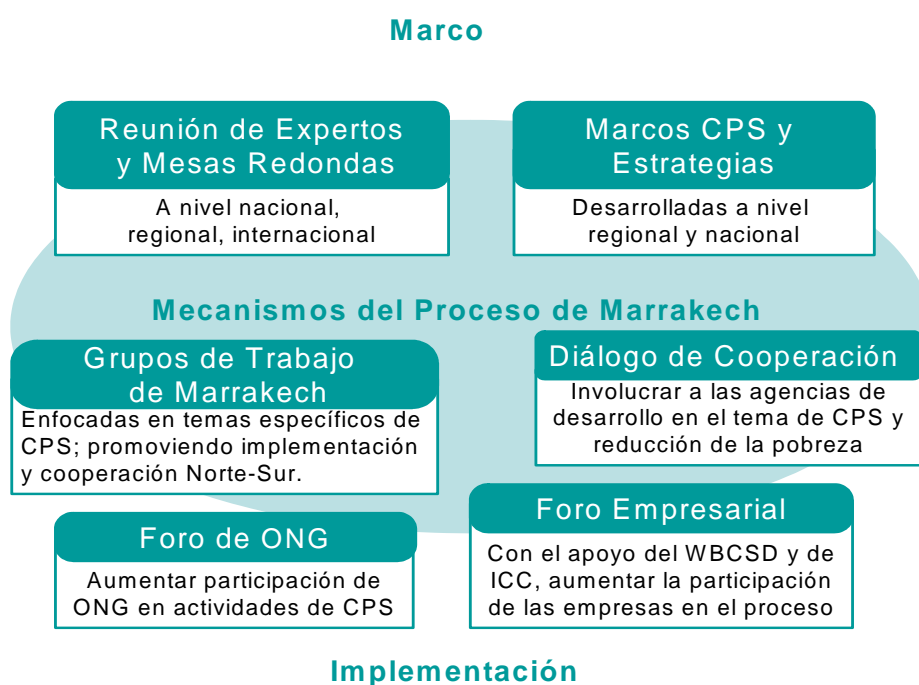 Marco
Reunión de Expertos
y Mesas Redondas
A nivel nacional,
regional, internacional
Marcos CPS y
Estrategias
Desarrolladas a nivel
regional y nacional
Mecanismos del Proceso de Marrakech
Grupos de Trabajo
de Marrakech
Enfocadas en temas específicos de
CPS; promoviendo implementación
y cooperación Norte-Sur.
Diálogo de Cooperación
Involucrar a las agencias de
desarrollo en el tema de CPS y
reducción de la pobreza
Foro de ONG
Aumentar participación de
ONG en actividades de CPS
Foro Empresarial
Con el apoyo del WBCSD y de
ICC, aumentar la participación
de las empresas en el proceso
Implementación